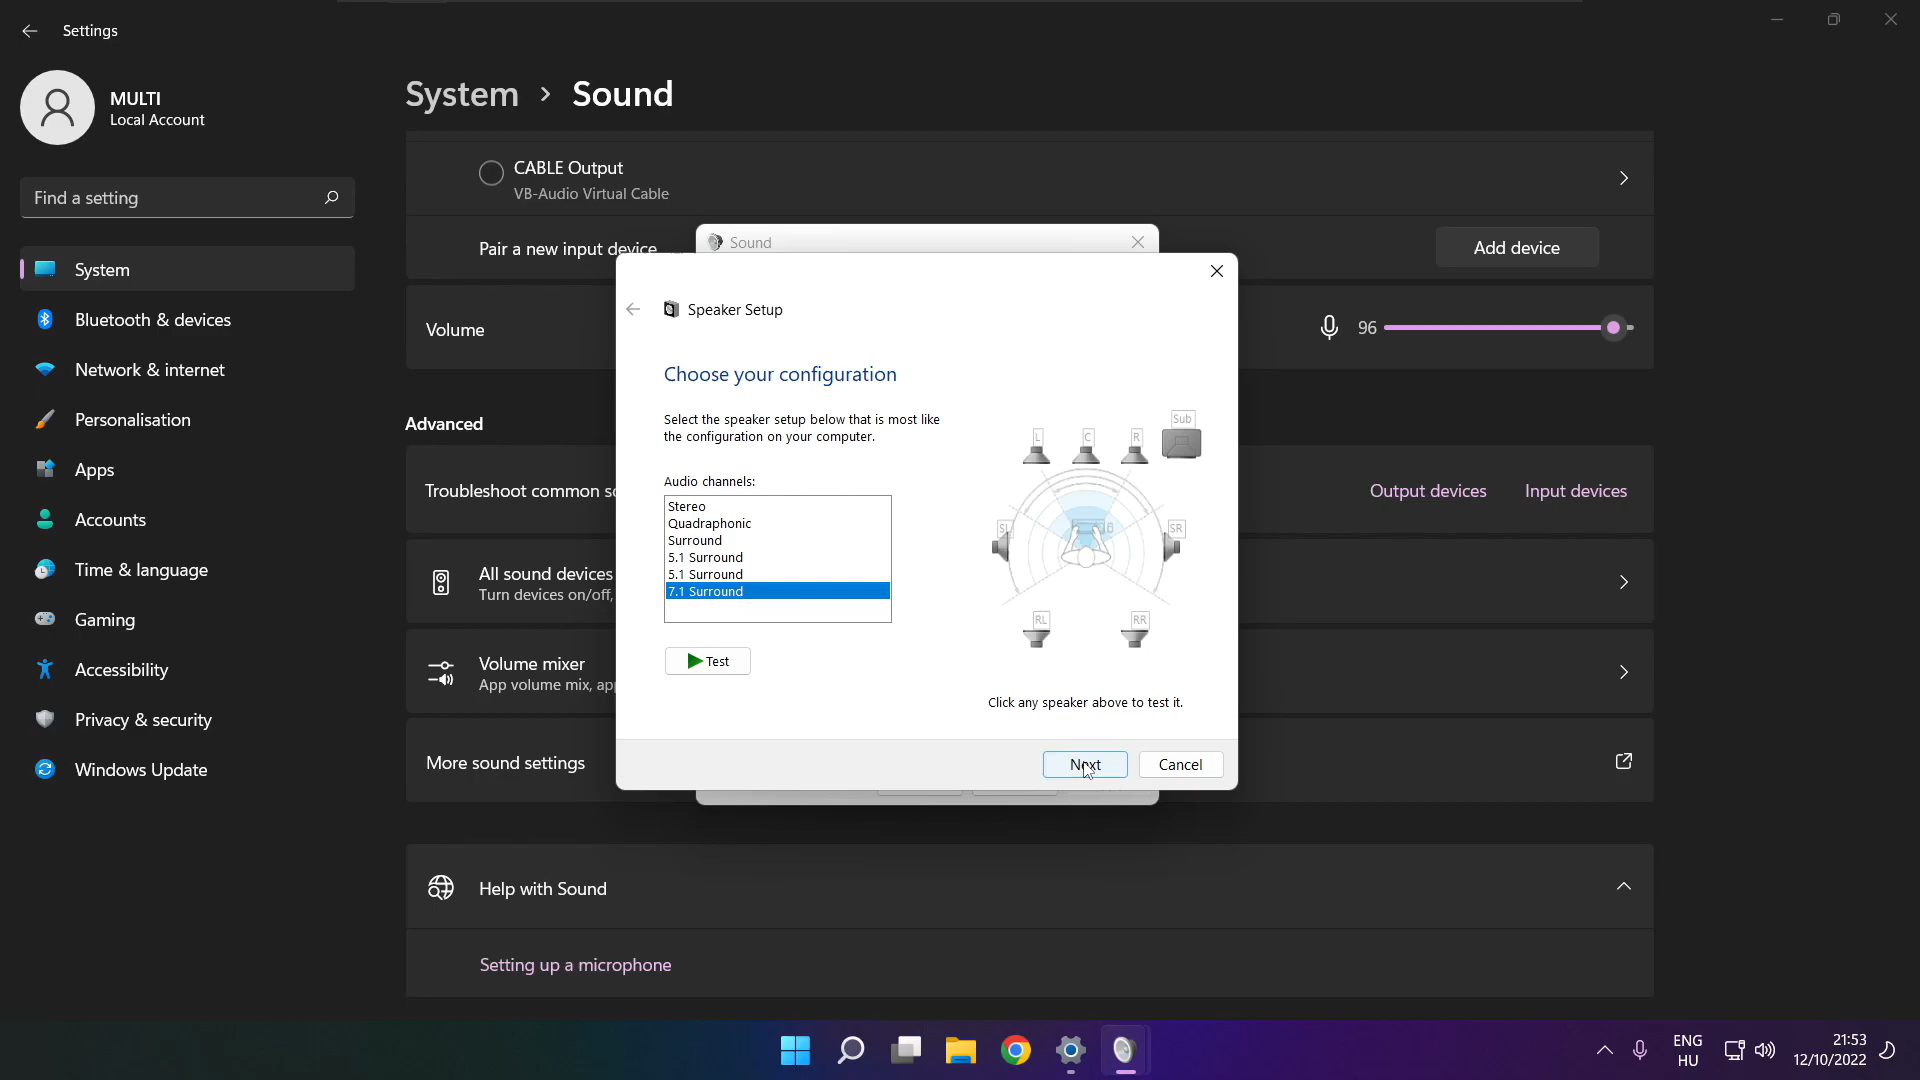 Settings
MULTI
Local Account
Find a setting
System
Bluetooth & devices
Network & internet
Personalisation
Apps
Accounts
Time & language
Gaming
Accessibility
Privacy & security
Windows Update
System > Sound
CABLE Output
VB-Audio Virtual Cable
Pair a new input device
Add device
Volume
96
Advanced
Troubleshoot common so
Output devices
Input devices
All sound devices
Turn devices on/off,
Volume mixer
App volume mix, app
More sound settings
Help with Sound
Setting up a microphone
Sound
Speaker Setup
Choose your configuration
Select the speaker setup below that is most like
the configuration on your computer.
Audio channels:
Stereo
Quadraphonic
Surround
5.1 Surround
5.1 Surround
7.1 Surround
Test
L
C
R
Sub
SL
SR
RL
RR
Click any speaker above to test it.
Next
Cancel
ENG
HU
21:53
12/10/2022